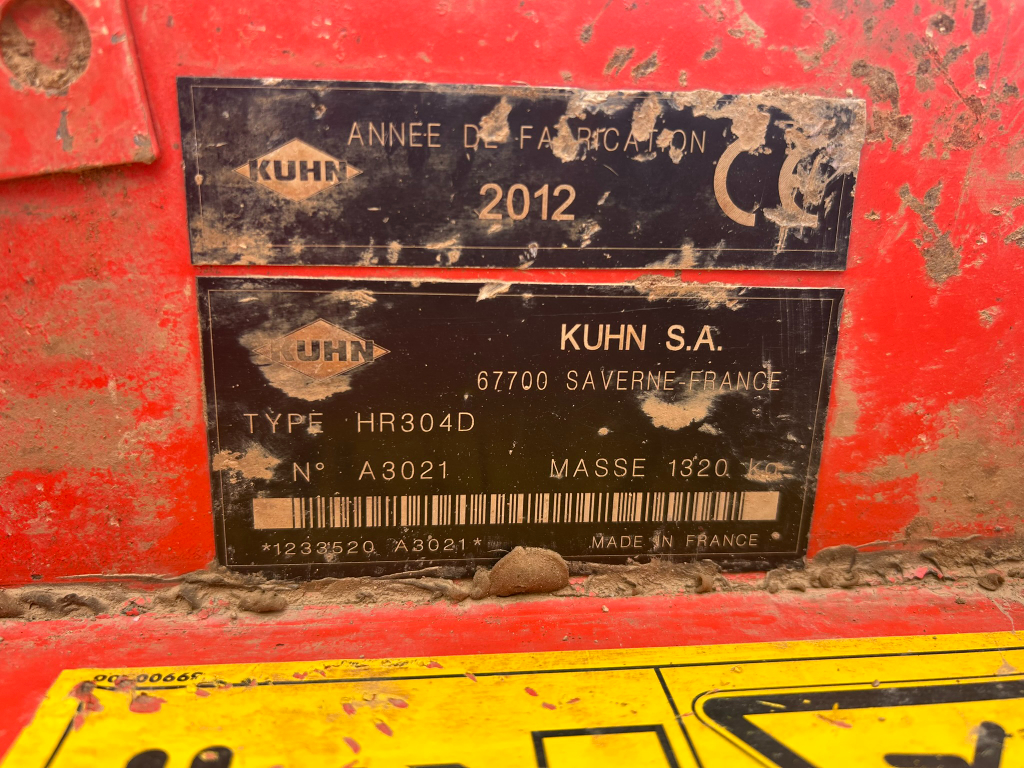 ANNEE DE FABRICATION
KUHN
2012
CE
KUHN
KUHN S.A.
67700 SAVERNE-FRANCE
TYPE HR304D
N° A3021 MASSE 1320 kg
*1233520 A3021* MADE IN FRANCE